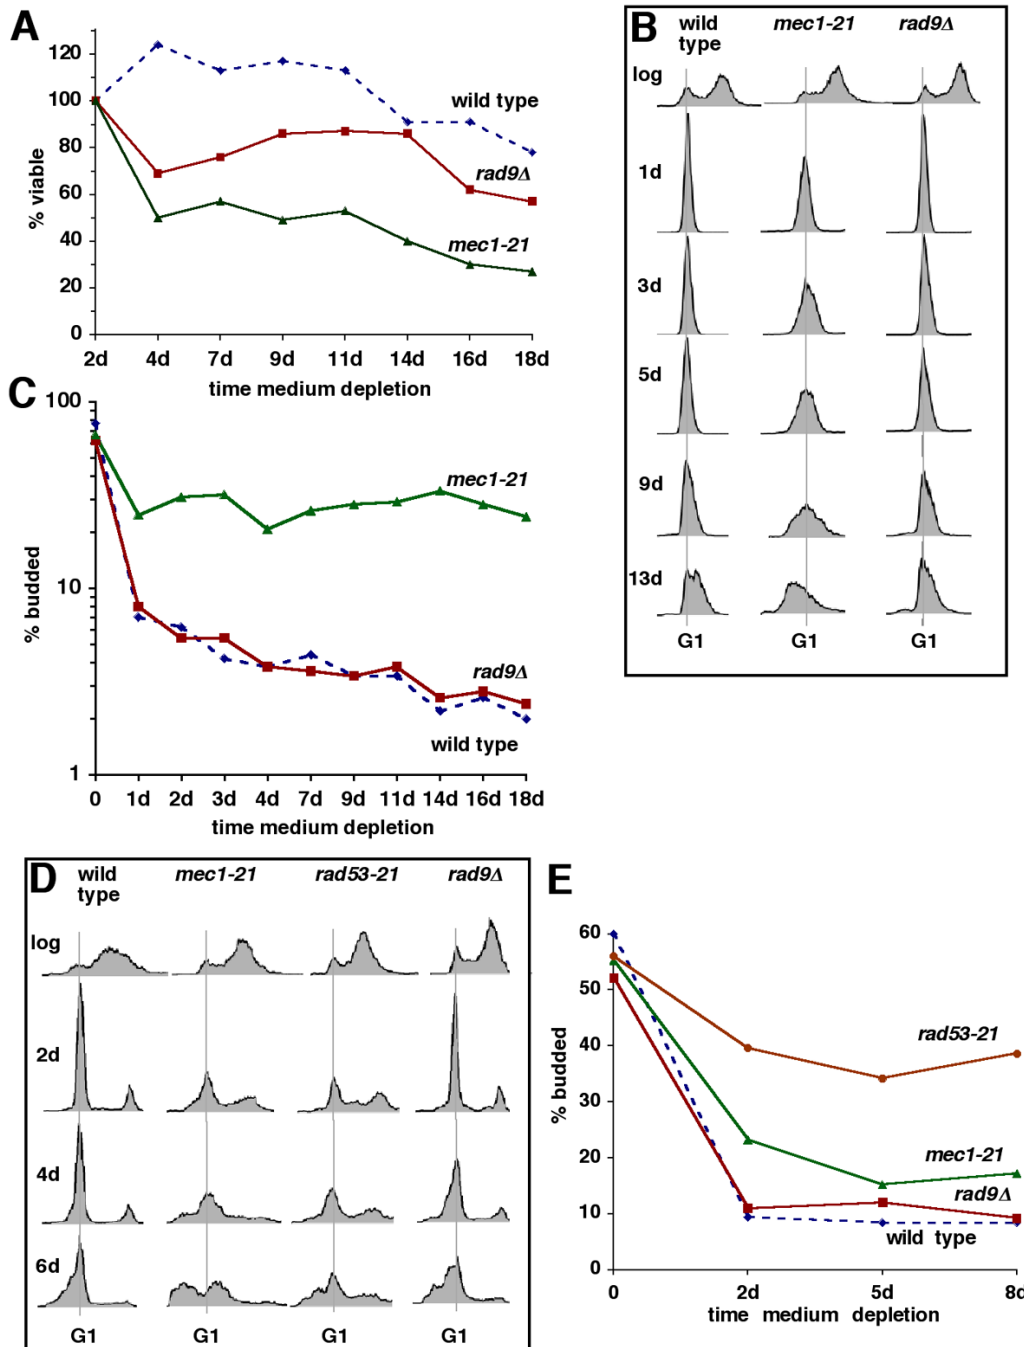 A
120
100
80
60
40
20
0
% viable
wild type
rad9Δ
mec1-21
2d 4d 7d 9d 11d 14d 16d 18d
time medium depletion
B
wild type
mec1-21
rad9Δ
log
1d
3d
5d
9d
13d
G1 G1 G1
C
100
10
1
% budded
mec1-21
rad9Δ
wild type
0 1d 2d 3d 4d 7d 9d 11d 14d 16d 18d
time medium depletion
D
wild type
mec1-21
rad53-21
rad9Δ
log
2d
4d
6d
G1 G1 G1 G1
E
60
50
40
30
20
10
0
% budded
rad53-21
mec1-21
rad9Δ
wild type
0 2d 5d 8d
time medium depletion